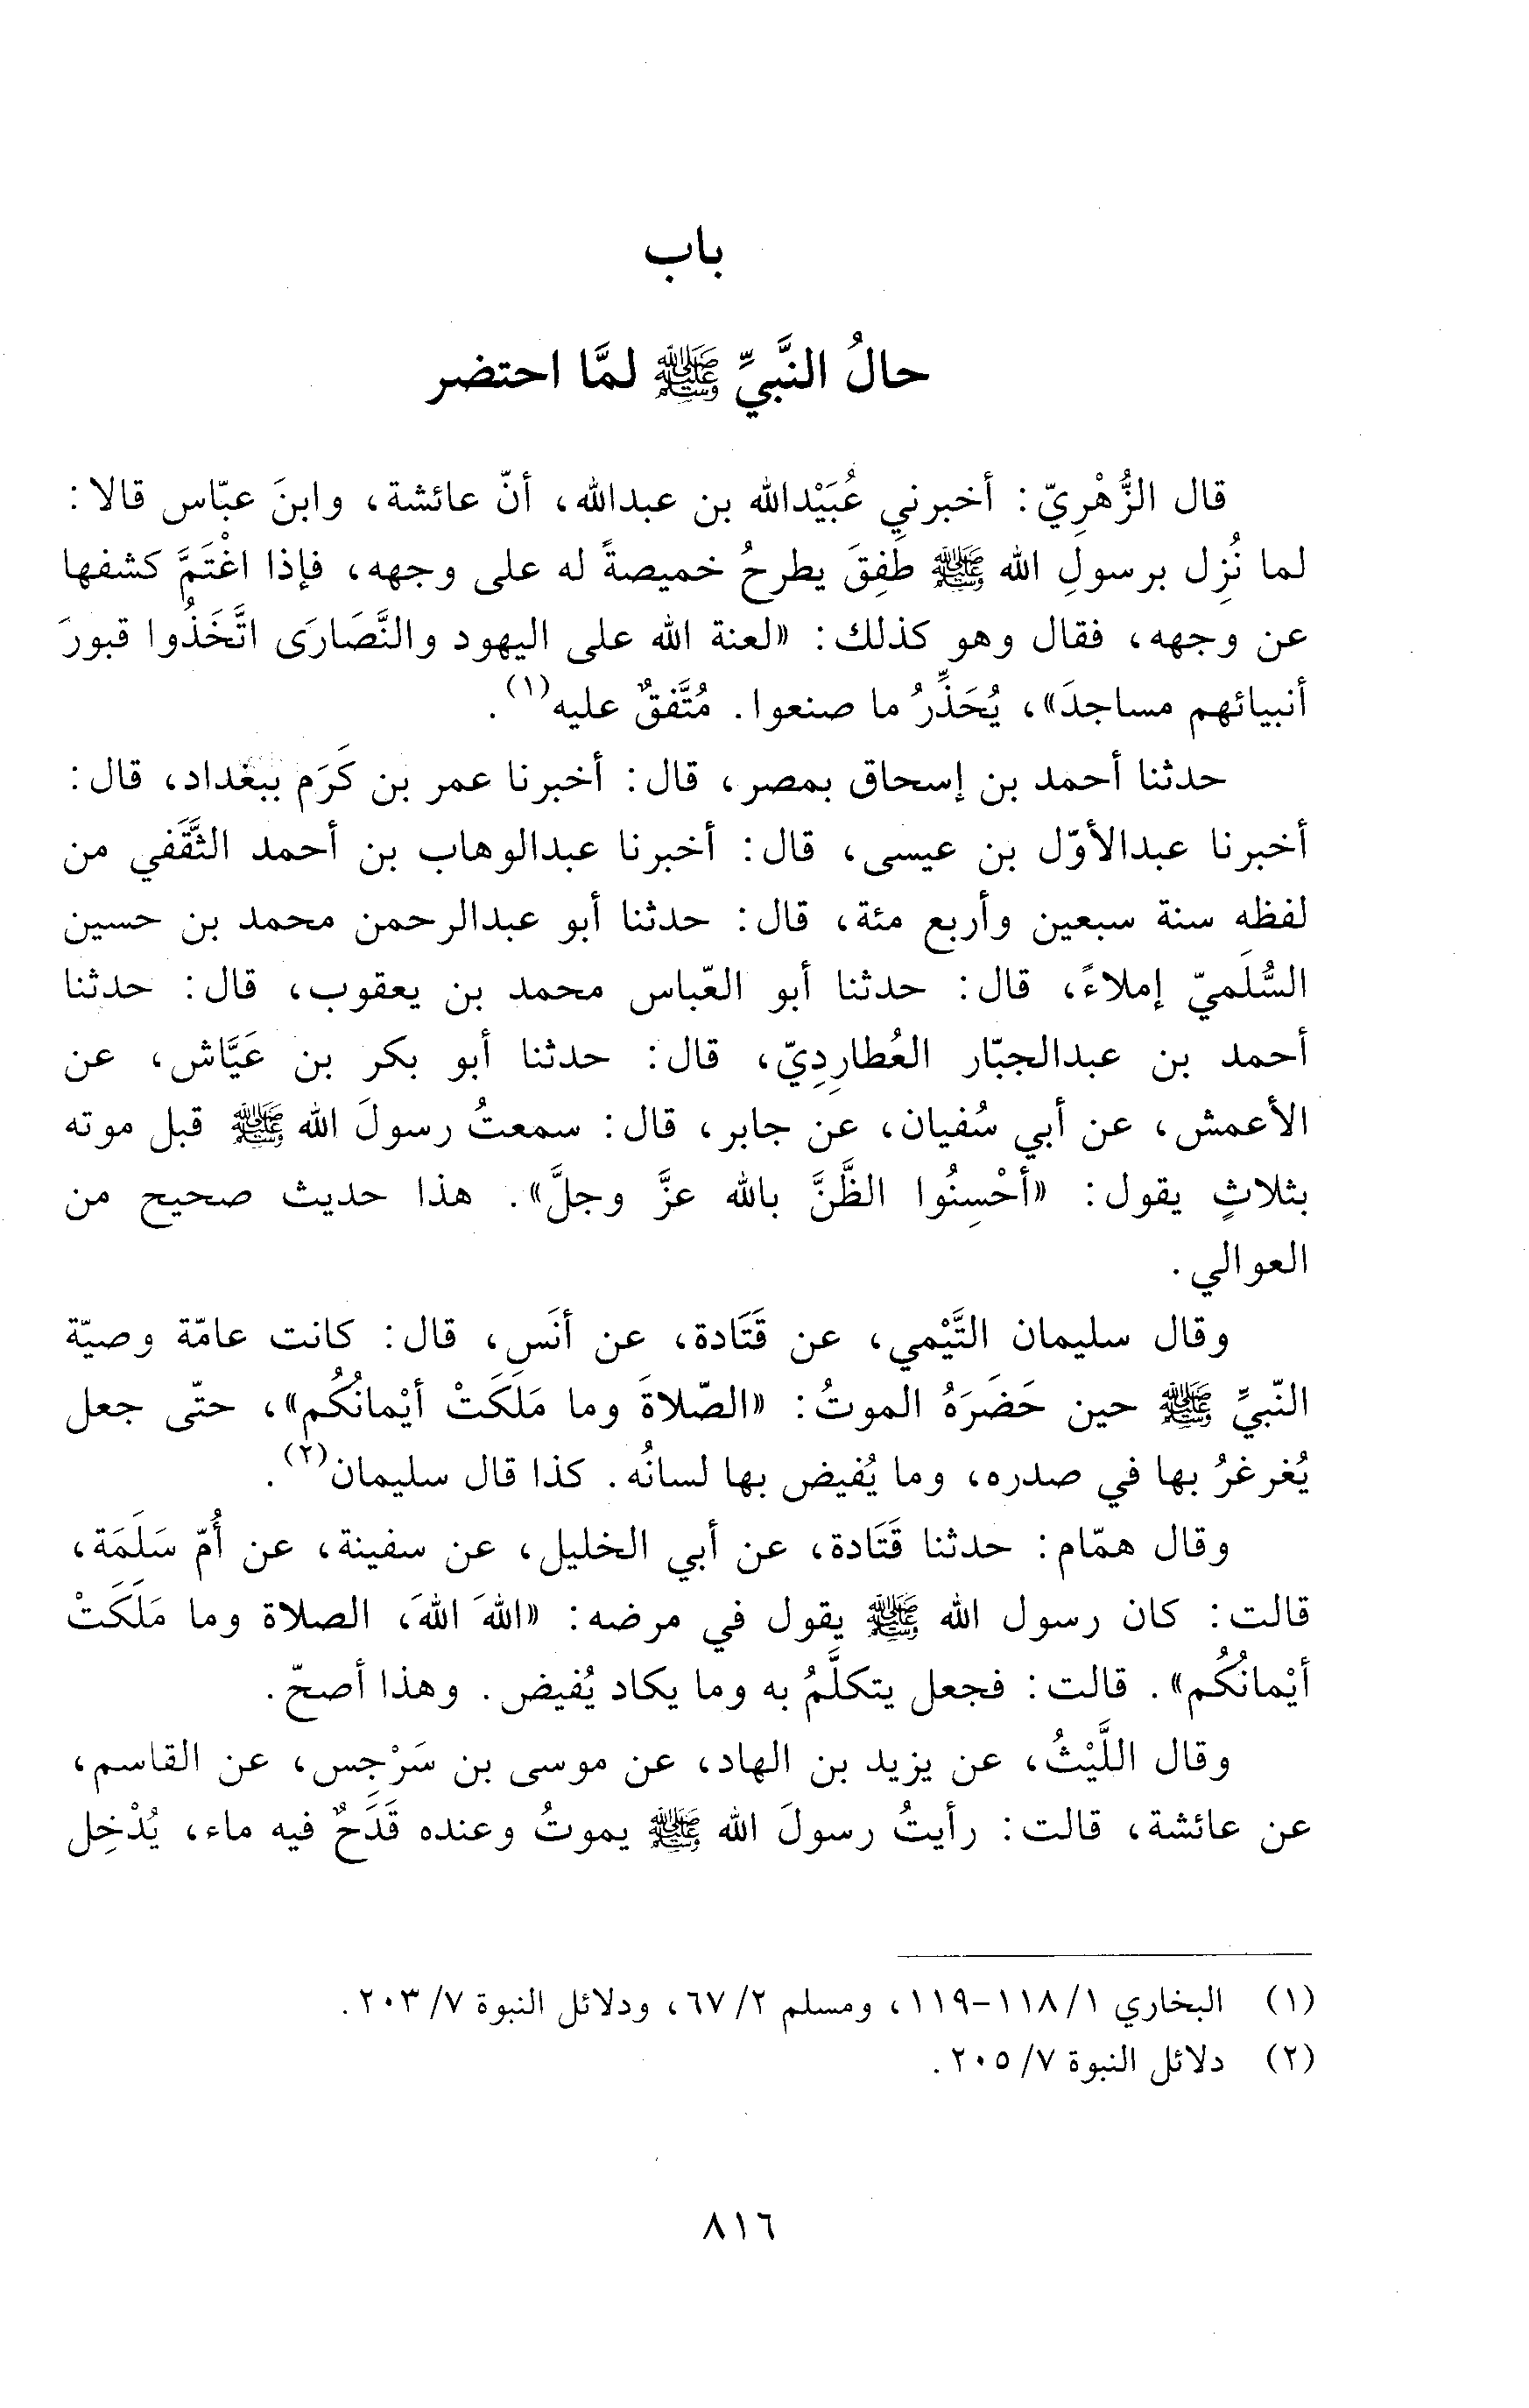 باب
حالُ النَّبيِّ ﷺ لمَّا احتضر
قال الزُّهْرِيّ: أخبرني عُبَيْدالله بن عبدالله، أنّ عائشة، وابنَ عبّاس قالا:
لما نُزِل برسولِ الله ﷺ طَفِقَ يطرحُ خميصةً له على وجهه، فإذا اغْتَمَّ كشفها
عن وجهه، فقال وهو كذلك: «لعنة الله على اليهود والنَّصَارَى اتَّخَذُوا قبورَ
أنبيائهم مساجدَ»، يُحَذِّرُ ما صنعوا. مُتَّفقٌ عليه(١).
حدثنا أحمد بن إسحاق بمصر، قال: أخبرنا عمر بن كَرَم ببغداد، قال:
أخبرنا عبدالأوّل بن عيسى، قال: أخبرنا عبدالوهاب بن أحمد الثَّقَفي من
لفظه سنة سبعين وأربع مئة، قال: حدثنا أبو عبدالرحمن محمد بن حسين
السُّلَميّ إملاءً، قال: حدثنا أبو العّباس محمد بن يعقوب، قال: حدثنا
أحمد بن عبدالجبّار العُطارِدِيّ، قال: حدثنا أبو بكر بن عَيَّاش، عن
الأعمش، عن أبي سُفيان، عن جابر، قال: سمعتُ رسولَ الله ﷺ قبل موته
بثلاثٍ يقول: «أحْسِنُوا الظَّنَّ بالله عزَّ وجلَّ». هذا حديث صحيح من
العوالي.
وقال سليمان التَّيْمي، عن قَتَادة، عن أنَسٍ، قال: كانت عامّة وصيّة
النّبيِّ ﷺ حين حَضَرَهُ الموتُ: «الصّلاةَ وما مَلَكَتْ أيْمانُكُم»، حتّى جعل
يُغرغرُ بها في صدره، وما يُفيض بها لسانُه. كذا قال سليمان(٢).
وقال همّام: حدثنا قَتَادة، عن أبي الخليل، عن سفينة، عن أُمّ سَلَمَة،
قالت: كان رسول الله ﷺ يقول في مرضه: «اللهَ اللهَ، الصلاة وما مَلَكَتْ
أيْمانُكُم». قالت: فجعل يتكلَّمُ به وما يكاد يُفيض. وهذا أصحّ.
وقال اللَّيْثُ، عن يزيد بن الهاد، عن موسى بن سَرْجِس، عن القاسم،
عن عائشة، قالت: رأيتُ رسولَ الله ﷺ يموتُ وعنده قَدَحٌ فيه ماء، يُدْخِل
(١) البخاري ١/ ١١٨-١١٩، ومسلم ٢/ ٦٧، ودلائل النبوة ٧/ ٢٠٣.
(٢) دلائل النبوة ٧/ ٢٠٥.
٨١٦